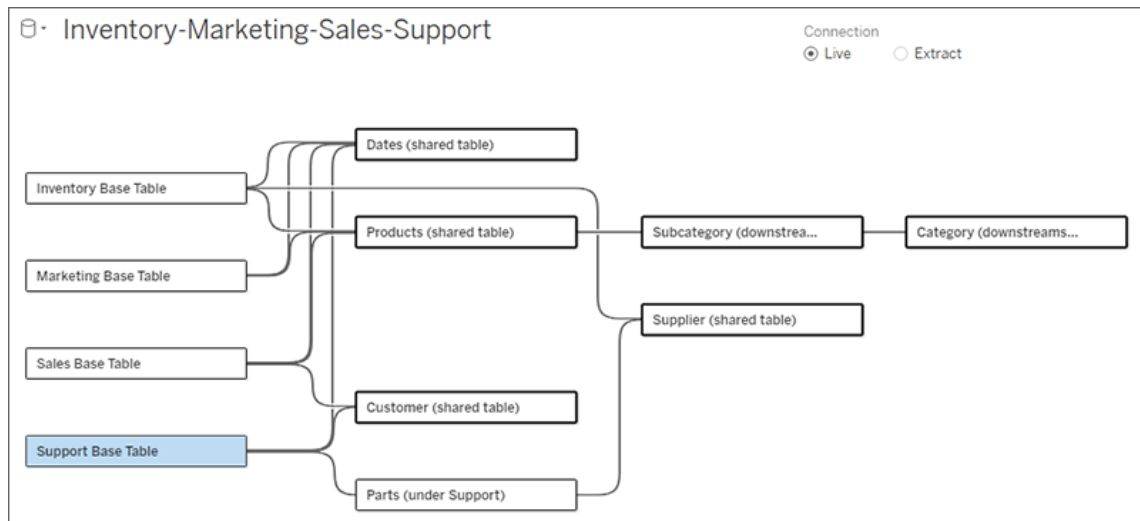 Inventory-Marketing-Sales-Support
Connection
Live
Extract
Dates (shared table)
Inventory Base Table
Products (shared table)
Subcategory (downstrea...
Category (downstreams...
Marketing Base Table
Supplier (shared table)
Sales Base Table
Customer (shared table)
Support Base Table
Parts (under Support)